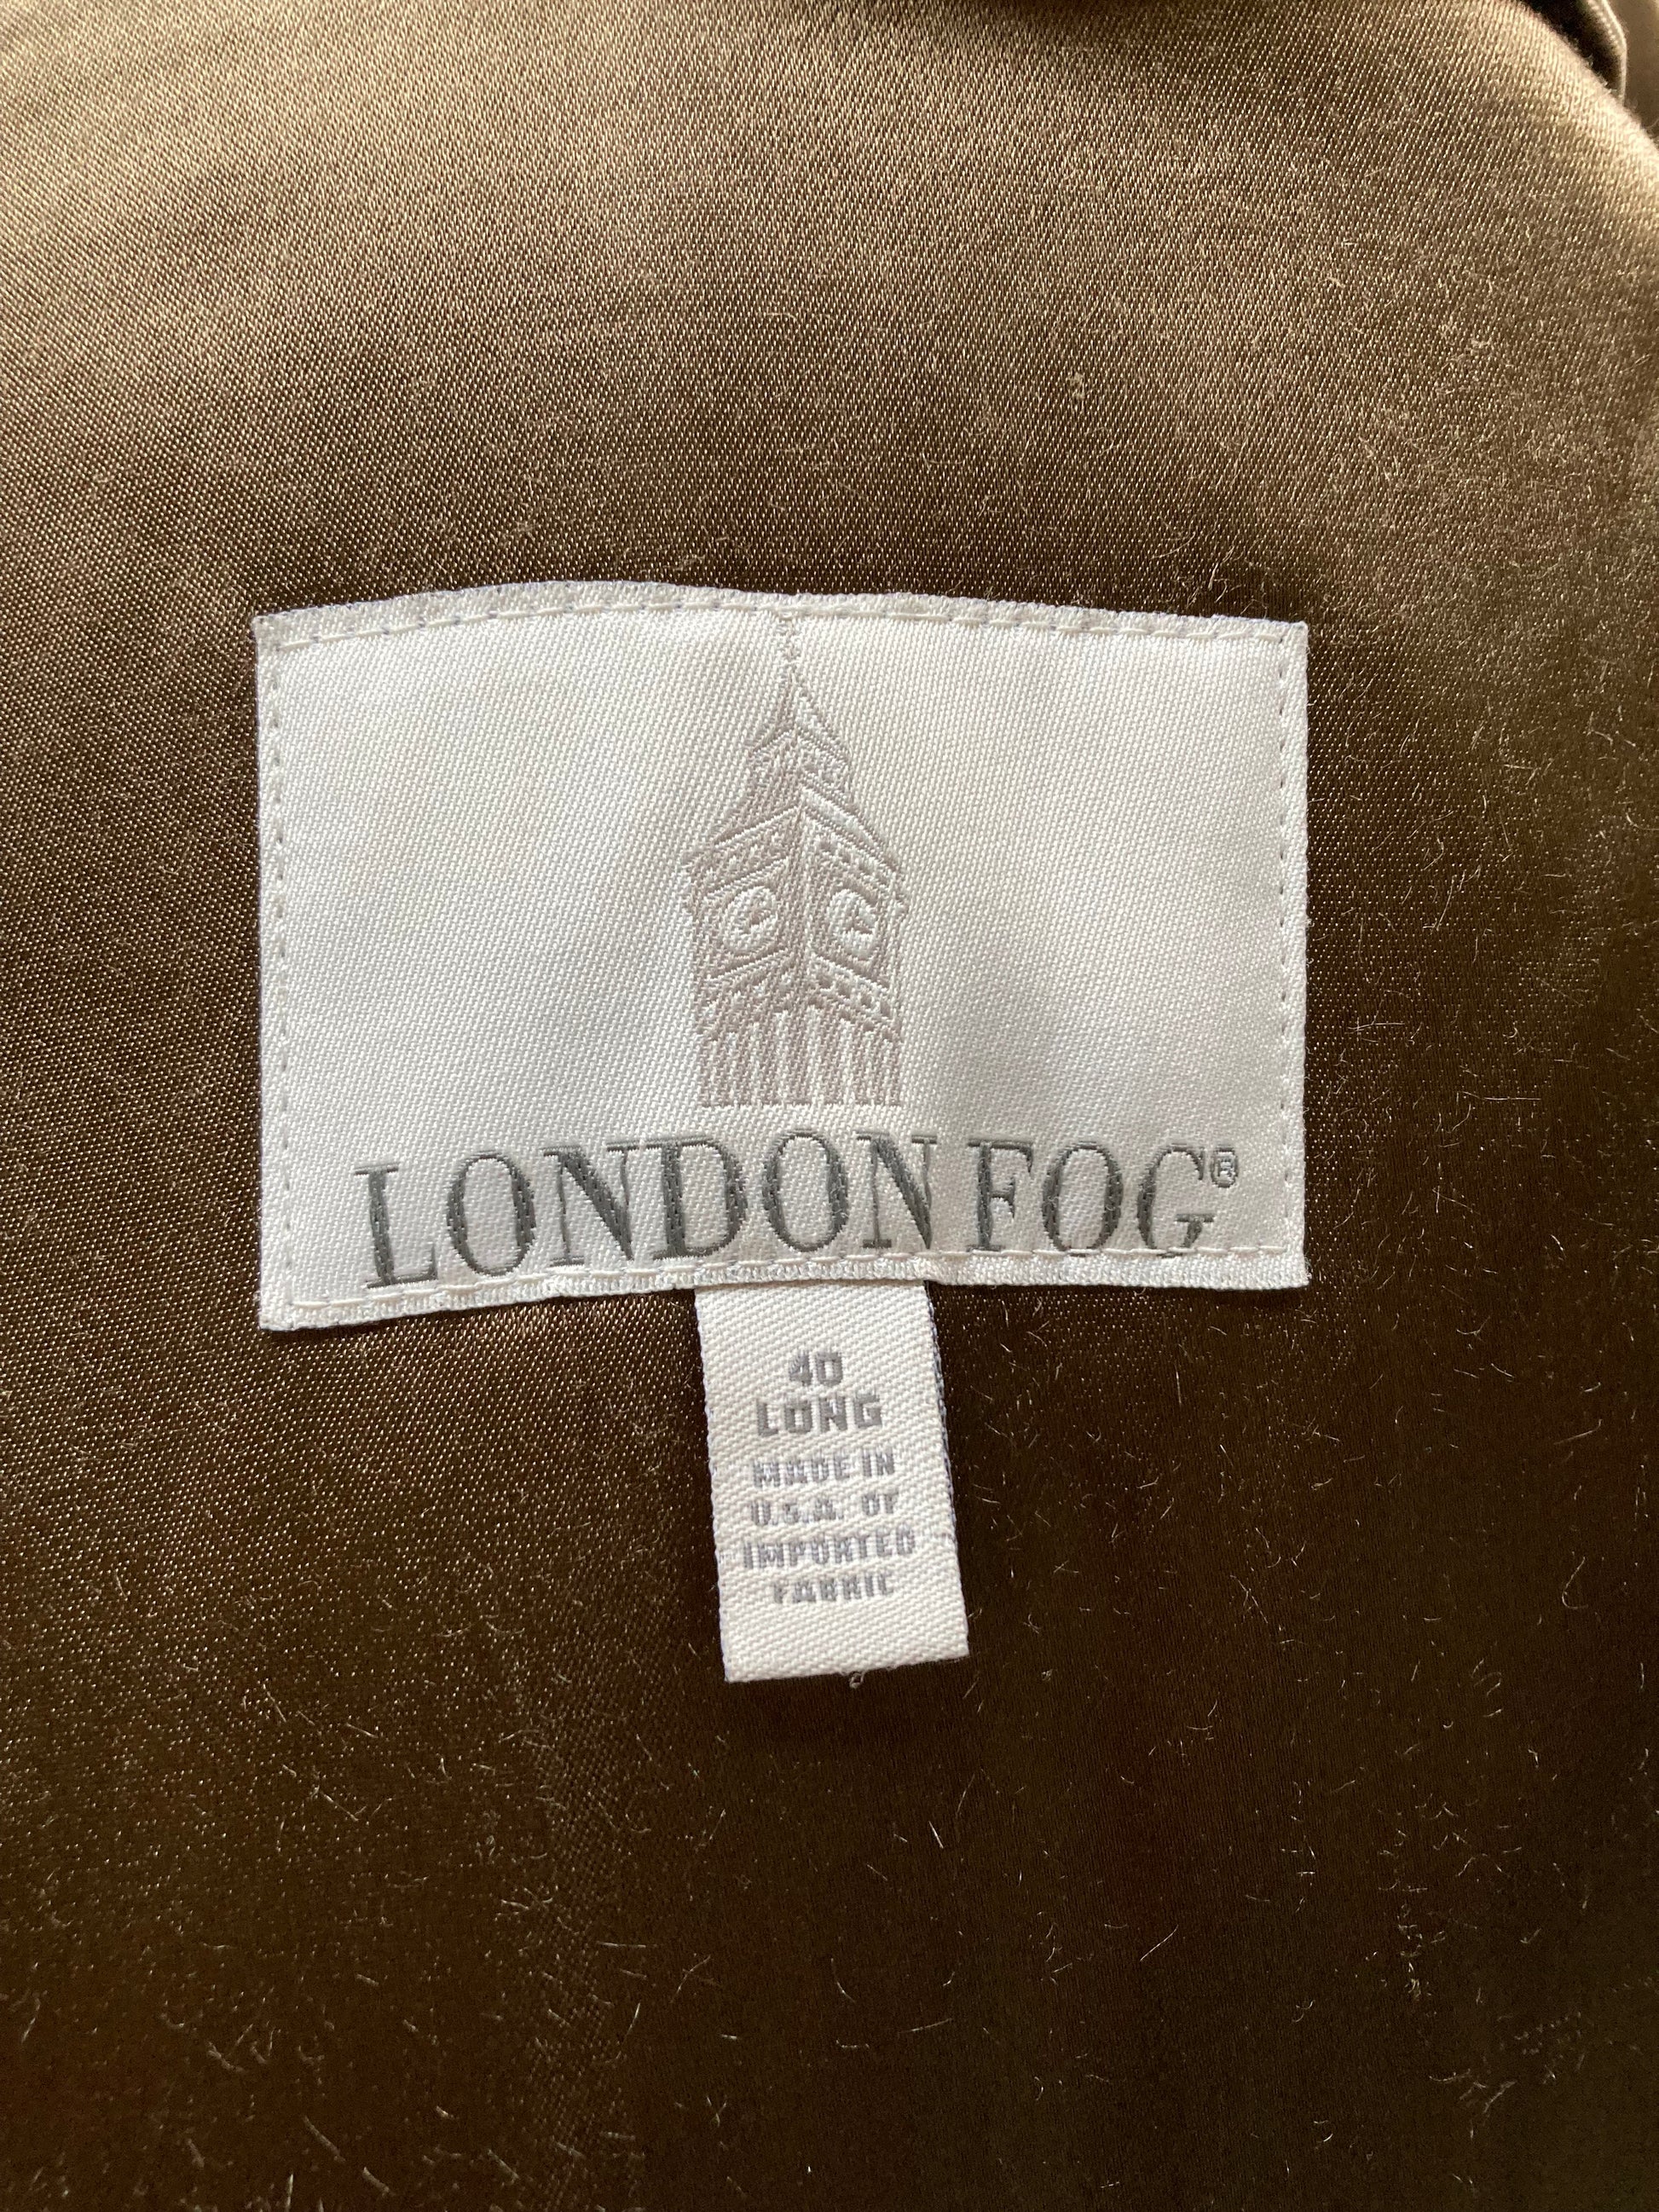 LONDON FOG®
40
LONG
MADE IN
U.S.A. OF
IMPORTED
FABRIC